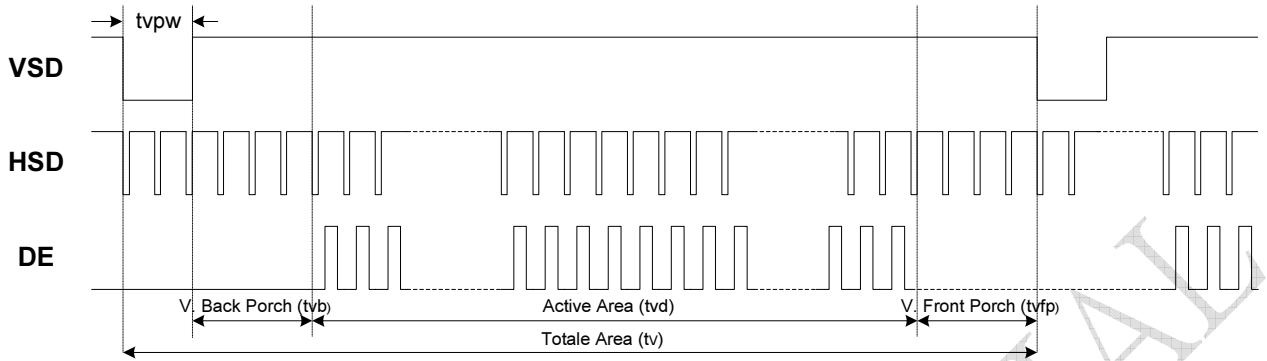 tvpw
VSD
HSD
DE
V. Back Porch (tvb) Active Area (tvd) V. Front Porch (tvfp)
Totale Area (tv)